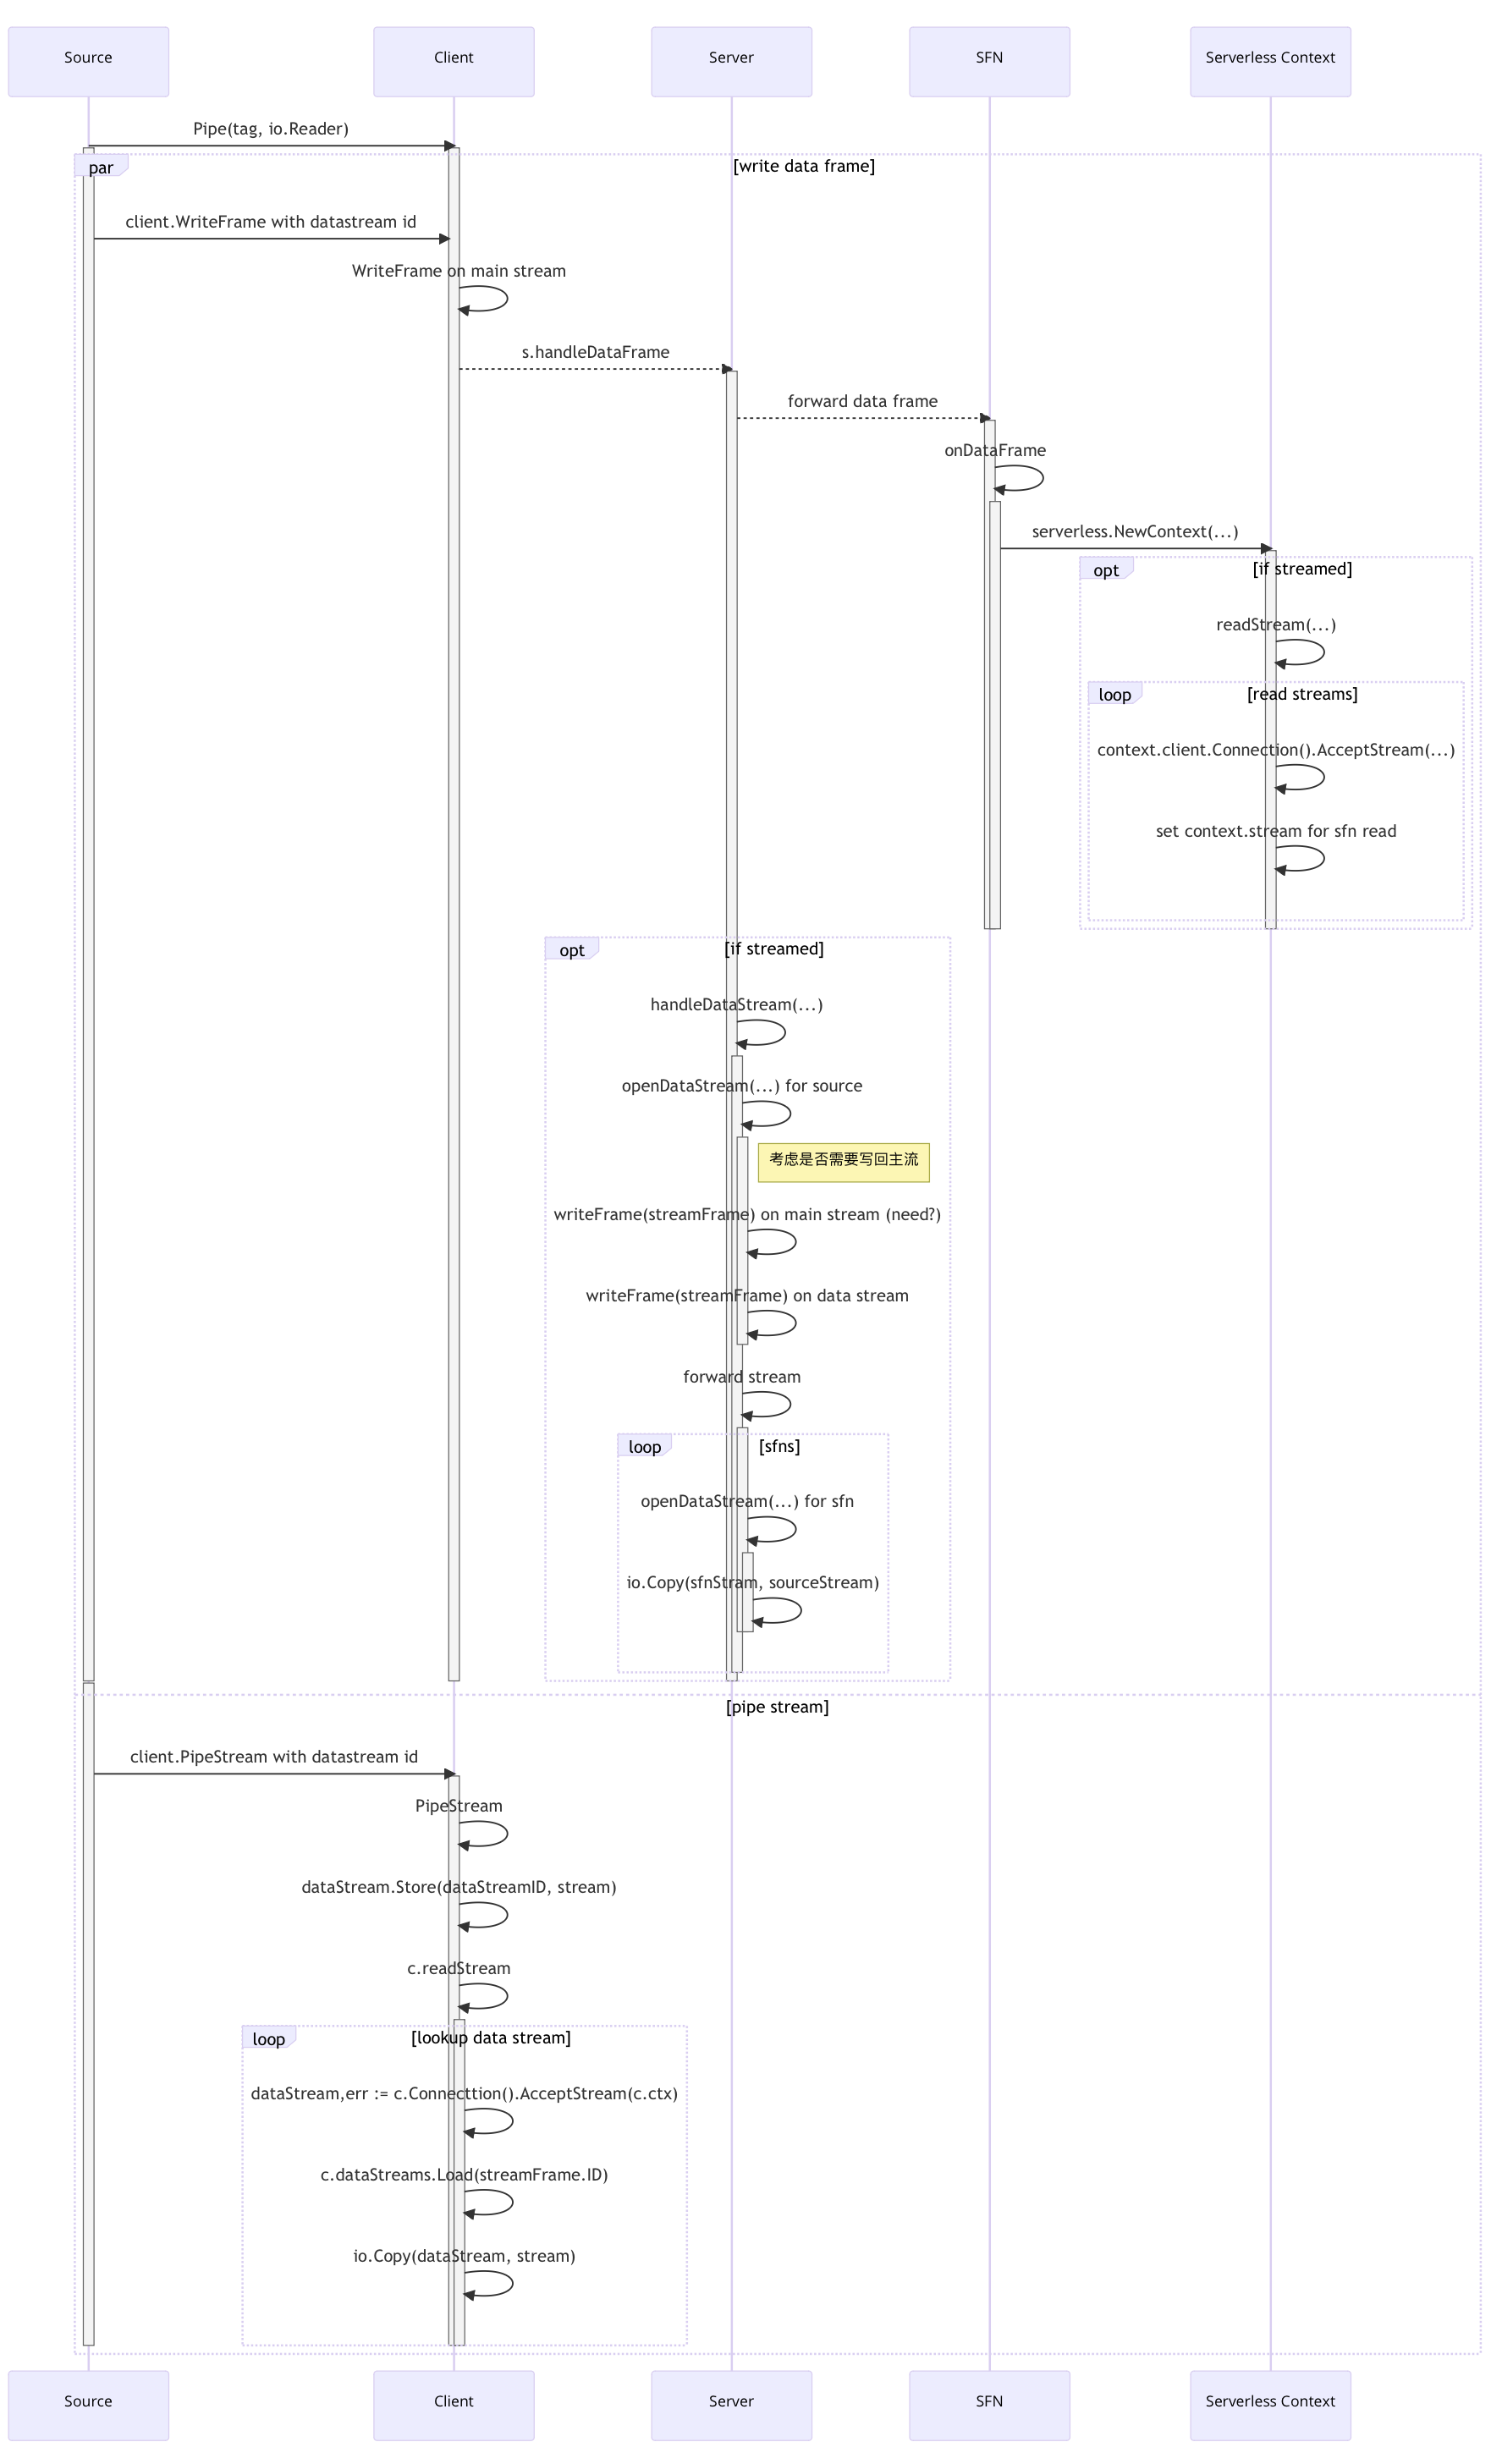 Source
Client
Server
SFN
Serverless Context
Pipe(tag, io.Reader)
par
[write data frame]
client.WriteFrame with datastream id
WriteFrame on main stream
s.handleDataFrame
forward data frame
onDataFrame
serverless.NewContext(...)
opt
[if streamed]
readStream(...)
loop
[read streams]
context.client.Connection().AcceptStream(...)
set context.stream for sfn read
opt
[if streamed]
handleDataStream(...)
openDataStream(...) for source
考虑是否需要写回主流
writeFrame(streamFrame) on main stream (need?)
writeFrame(streamFrame) on data stream
forward stream
loop
[sfns]
openDataStream(...) for sfn
io.Copy(sfnStram, sourceStream)
[pipe stream]
client.PipeStream with datastream id
PipeStream
dataStream.Store(dataStreamID, stream)
c.readStream
loop
[lookup data stream]
dataStream,err := c.Connecttion().AcceptStream(c.ctx)
c.dataStreams.Load(streamFrame.ID)
io.Copy(dataStream, stream)
Source
Client
Server
SFN
Serverless Context